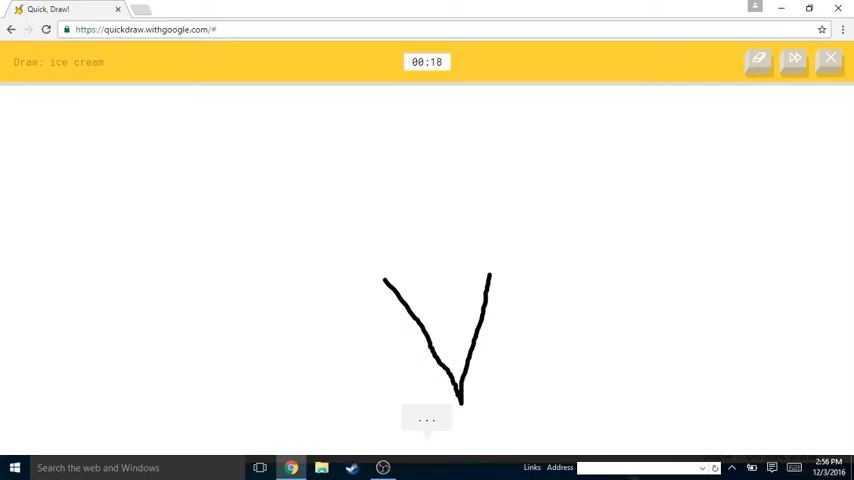 Quick, Draw!
https://quickdraw.withgoogle.com/#
Draw: ice cream
00:18
...
Search the web and Windows
Links
Address
2:56 PM
12/3/2016